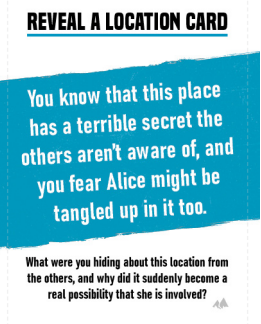 REVEAL A LOCATION CARD
You know that this place
has a terrible secret the
others aren't aware of, and
you fear Alice might be
tangled up in it too.
What were you hiding about this location from
the others, and why did it suddenly become a
real possibility that she is involved?